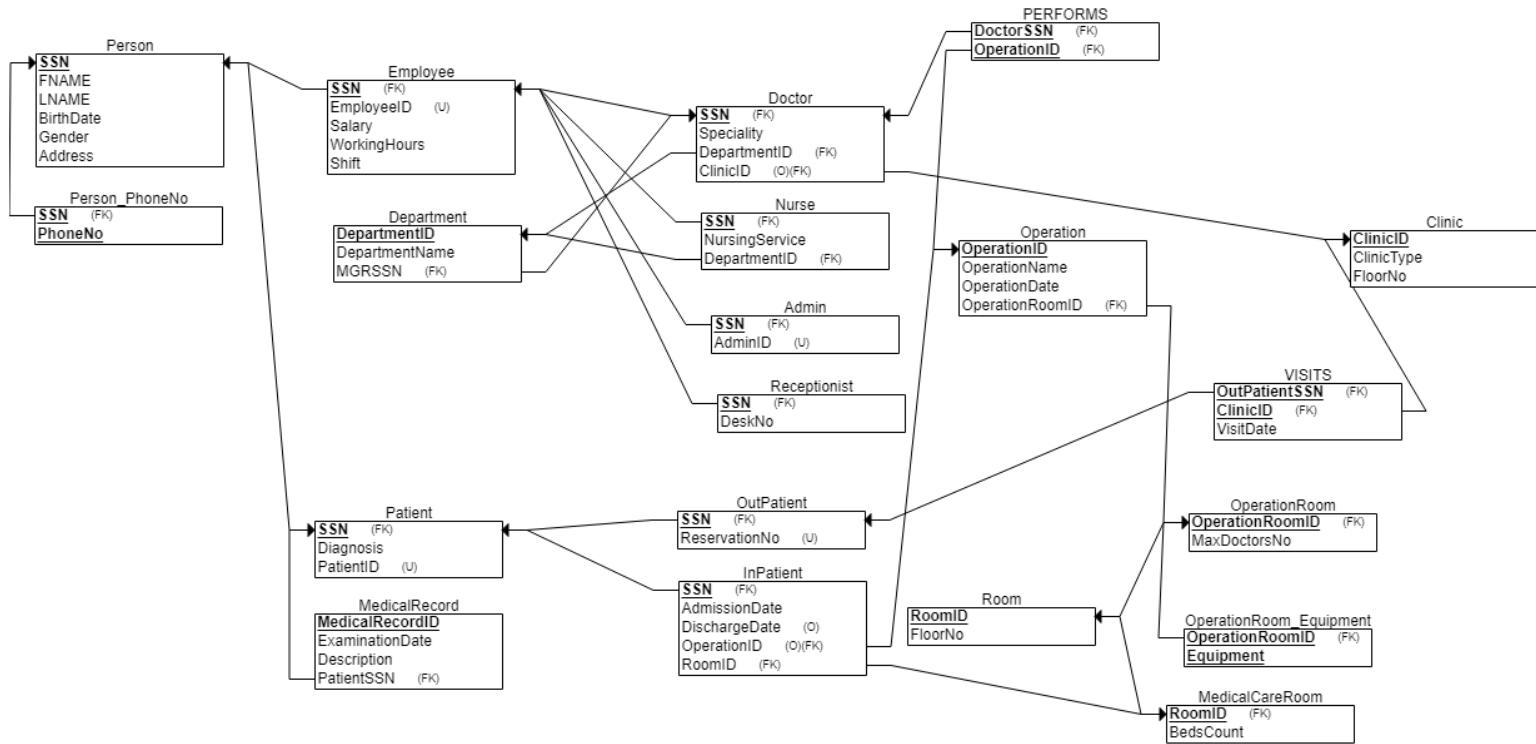 PERFORMS
DoctorSSN (FK)
OperationID (FK)
Person
SSN
FNAME
LNAME
BirthDate
Gender
Address
Employee
SSN (FK)
EmployeeID (U)
Salary
WorkingHours
Shift
Doctor
SSN (FK)
Speciality
DepartmentID (FK)
ClinicID (O)(FK)
Person_PhoneNo
SSN (FK)
PhoneNo
Department
DepartmentID
DepartmentName
MGRSSN (FK)
Nurse
SSN (FK)
NursingService
DepartmentID (FK)
Operation
OperationID
OperationName
OperationDate
OperationRoomID (FK)
Clinic
ClinicID
ClinicType
FloorNo
Admin
SSN (FK)
AdminID (U)
Receptionist
SSN (FK)
DeskNo
VISITS
OutPatientSSN (FK)
ClinicID (FK)
VisitDate
Patient
SSN (FK)
Diagnosis
PatientID (U)
OutPatient
SSN (FK)
ReservationNo (U)
OperationRoom
OperationRoomID (FK)
MaxDoctorsNo
InPatient
SSN (FK)
AdmissionDate
DischargeDate (O)
OperationID (O)(FK)
RoomID (FK)
MedicalRecord
MedicalRecordID
ExaminationDate
Description
PatientSSN (FK)
Room
RoomID
FloorNo
OperationRoom_Equipment
OperationRoomID (FK)
Equipment
MedicalCareRoom
RoomID (FK)
BedsCount